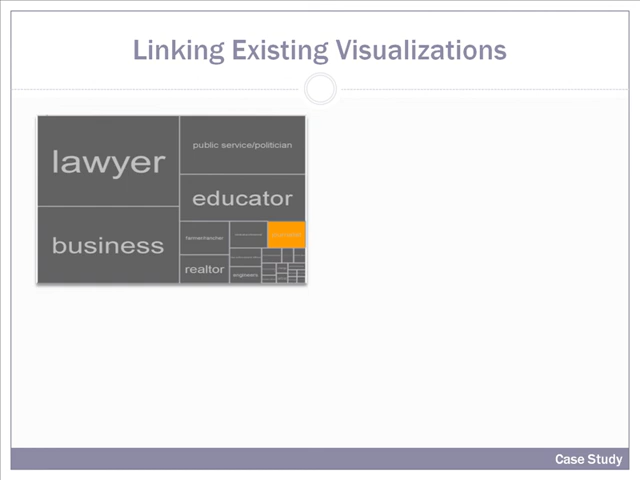 Linking Existing Visualizations
lawyer
public service/politician
educator
business
farmer/rancher
realtor
engineers
Case Study